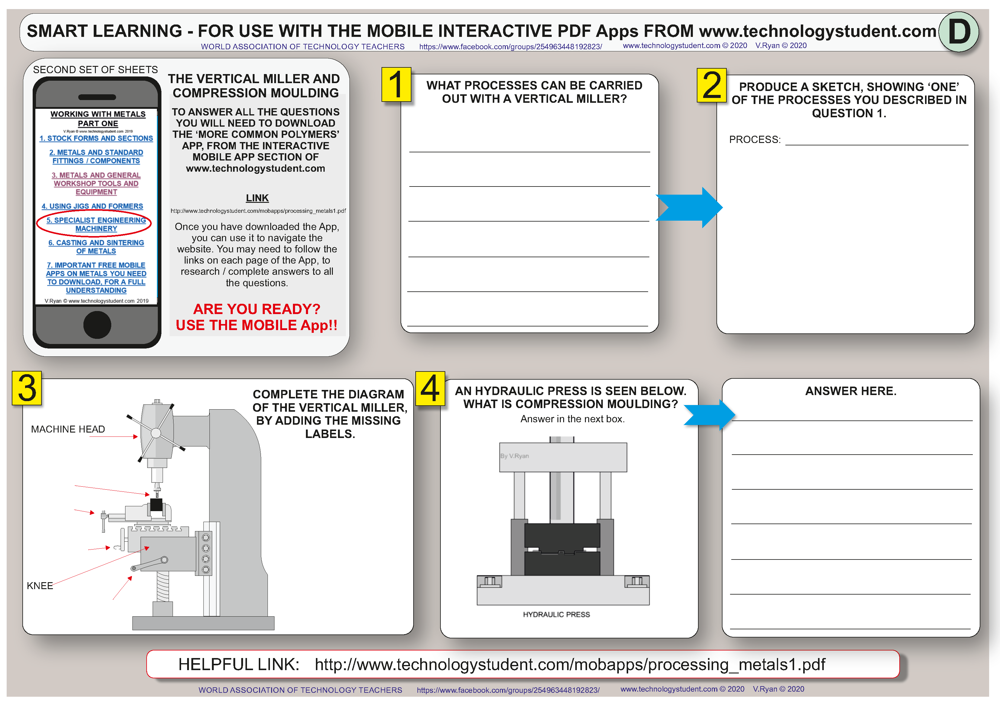 SMART LEARNING - FOR USE WITH THE MOBILE INTERACTIVE PDF Apps FROM www.technologystudent.com
D
WORLD ASSOCIATION OF TECHNOLOGY TEACHERS https://www.facebook.com/groups/254963448192823/ www.technologystudent.com © 2020 V.Ryan © 2020
SECOND SET OF SHEETS
WORKING WITH METALS
PART ONE
V.Ryan © www.technologystudent.com 2019
1. STOCK FORMS AND SECTIONS
2. METALS AND STANDARD
FITTINGS / COMPONENTS
3. METALS AND GENERAL
WORKSHOP TOOLS AND
EQUIPMENT
4. USING JIGS AND FORMERS
5. SPECIALIST ENGINEERING
MACHINERY
6. CASTING AND SINTERING
OF METALS
7. IMPORTANT FREE MOBILE
APPS ON METALS YOU NEED
TO DOWNLOAD, FOR A FULL
UNDERSTANDING
V.Ryan © www.technologystudent.com 2019
THE VERTICAL MILLER AND
COMPRESSION MOULDING
TO ANSWER ALL THE QUESTIONS
YOU WILL NEED TO DOWNLOAD
THE ‘MORE COMMON POLYMERS’
APP, FROM THE INTERACTIVE
MOBILE APP SECTION OF
www.technologystudent.com
LINK
http://www.technologystudent.com/mobapps/processing_metals1.pdf
Once you have downloaded the App,
you can use it to navigate the
website. You may need to follow the
links on each page of the App, to
research / complete answers to all
the questions.
ARE YOU READY?
USE THE MOBILE App!!
1
WHAT PROCESSES CAN BE CARRIED
OUT WITH A VERTICAL MILLER?
2
PRODUCE A SKETCH, SHOWING ‘ONE’
OF THE PROCESSES YOU DESCRIBED IN
QUESTION 1.
PROCESS:
3
COMPLETE THE DIAGRAM
OF THE VERTICAL MILLER,
BY ADDING THE MISSING
LABELS.
MACHINE HEAD
KNEE
4
AN HYDRAULIC PRESS IS SEEN BELOW.
WHAT IS COMPRESSION MOULDING?
Answer in the next box.
By V.Ryan
HYDRAULIC PRESS
ANSWER HERE.
HELPFUL LINK: http://www.technologystudent.com/mobapps/processing_metals1.pdf
WORLD ASSOCIATION OF TECHNOLOGY TEACHERS https://www.facebook.com/groups/254963448192823/ www.technologystudent.com © 2020 V.Ryan © 2020